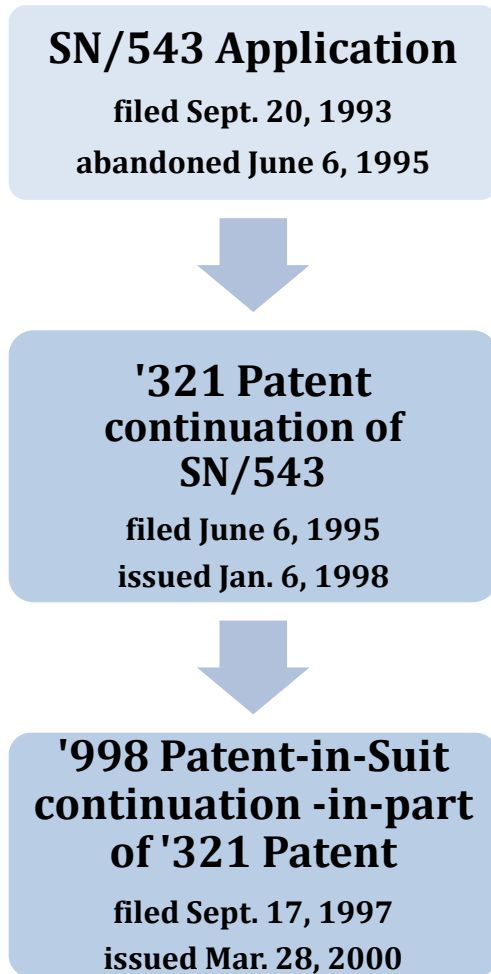 SN/543 Application
filed Sept. 20, 1993
abandoned June 6, 1995
'321 Patent
continuation of
SN/543
filed June 6, 1995
issued Jan. 6, 1998
'998 Patent-in-Suit
continuation -in-part
of '321 Patent
filed Sept. 17, 1997
issued Mar. 28, 2000